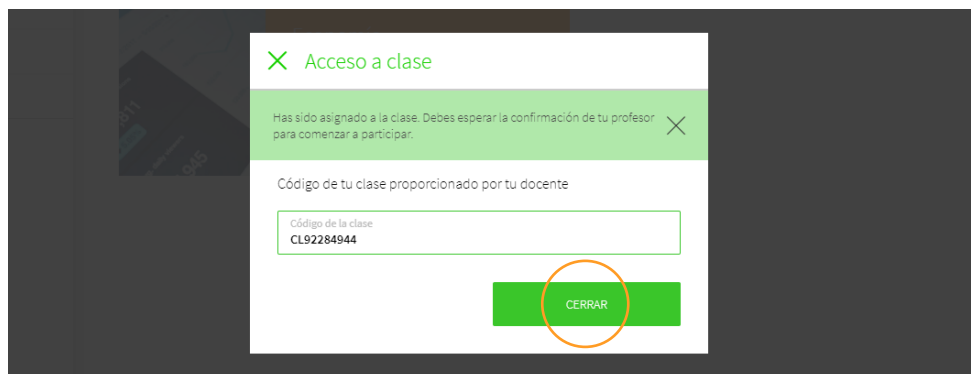 Acceso a clase
Has sido asignado a la clase. Debes esperar la confirmación de tu profesor
para comenzar a participar.
Código de tu clase proporcionado por tu docente
Código de la clase
CL92284944
CERRAR